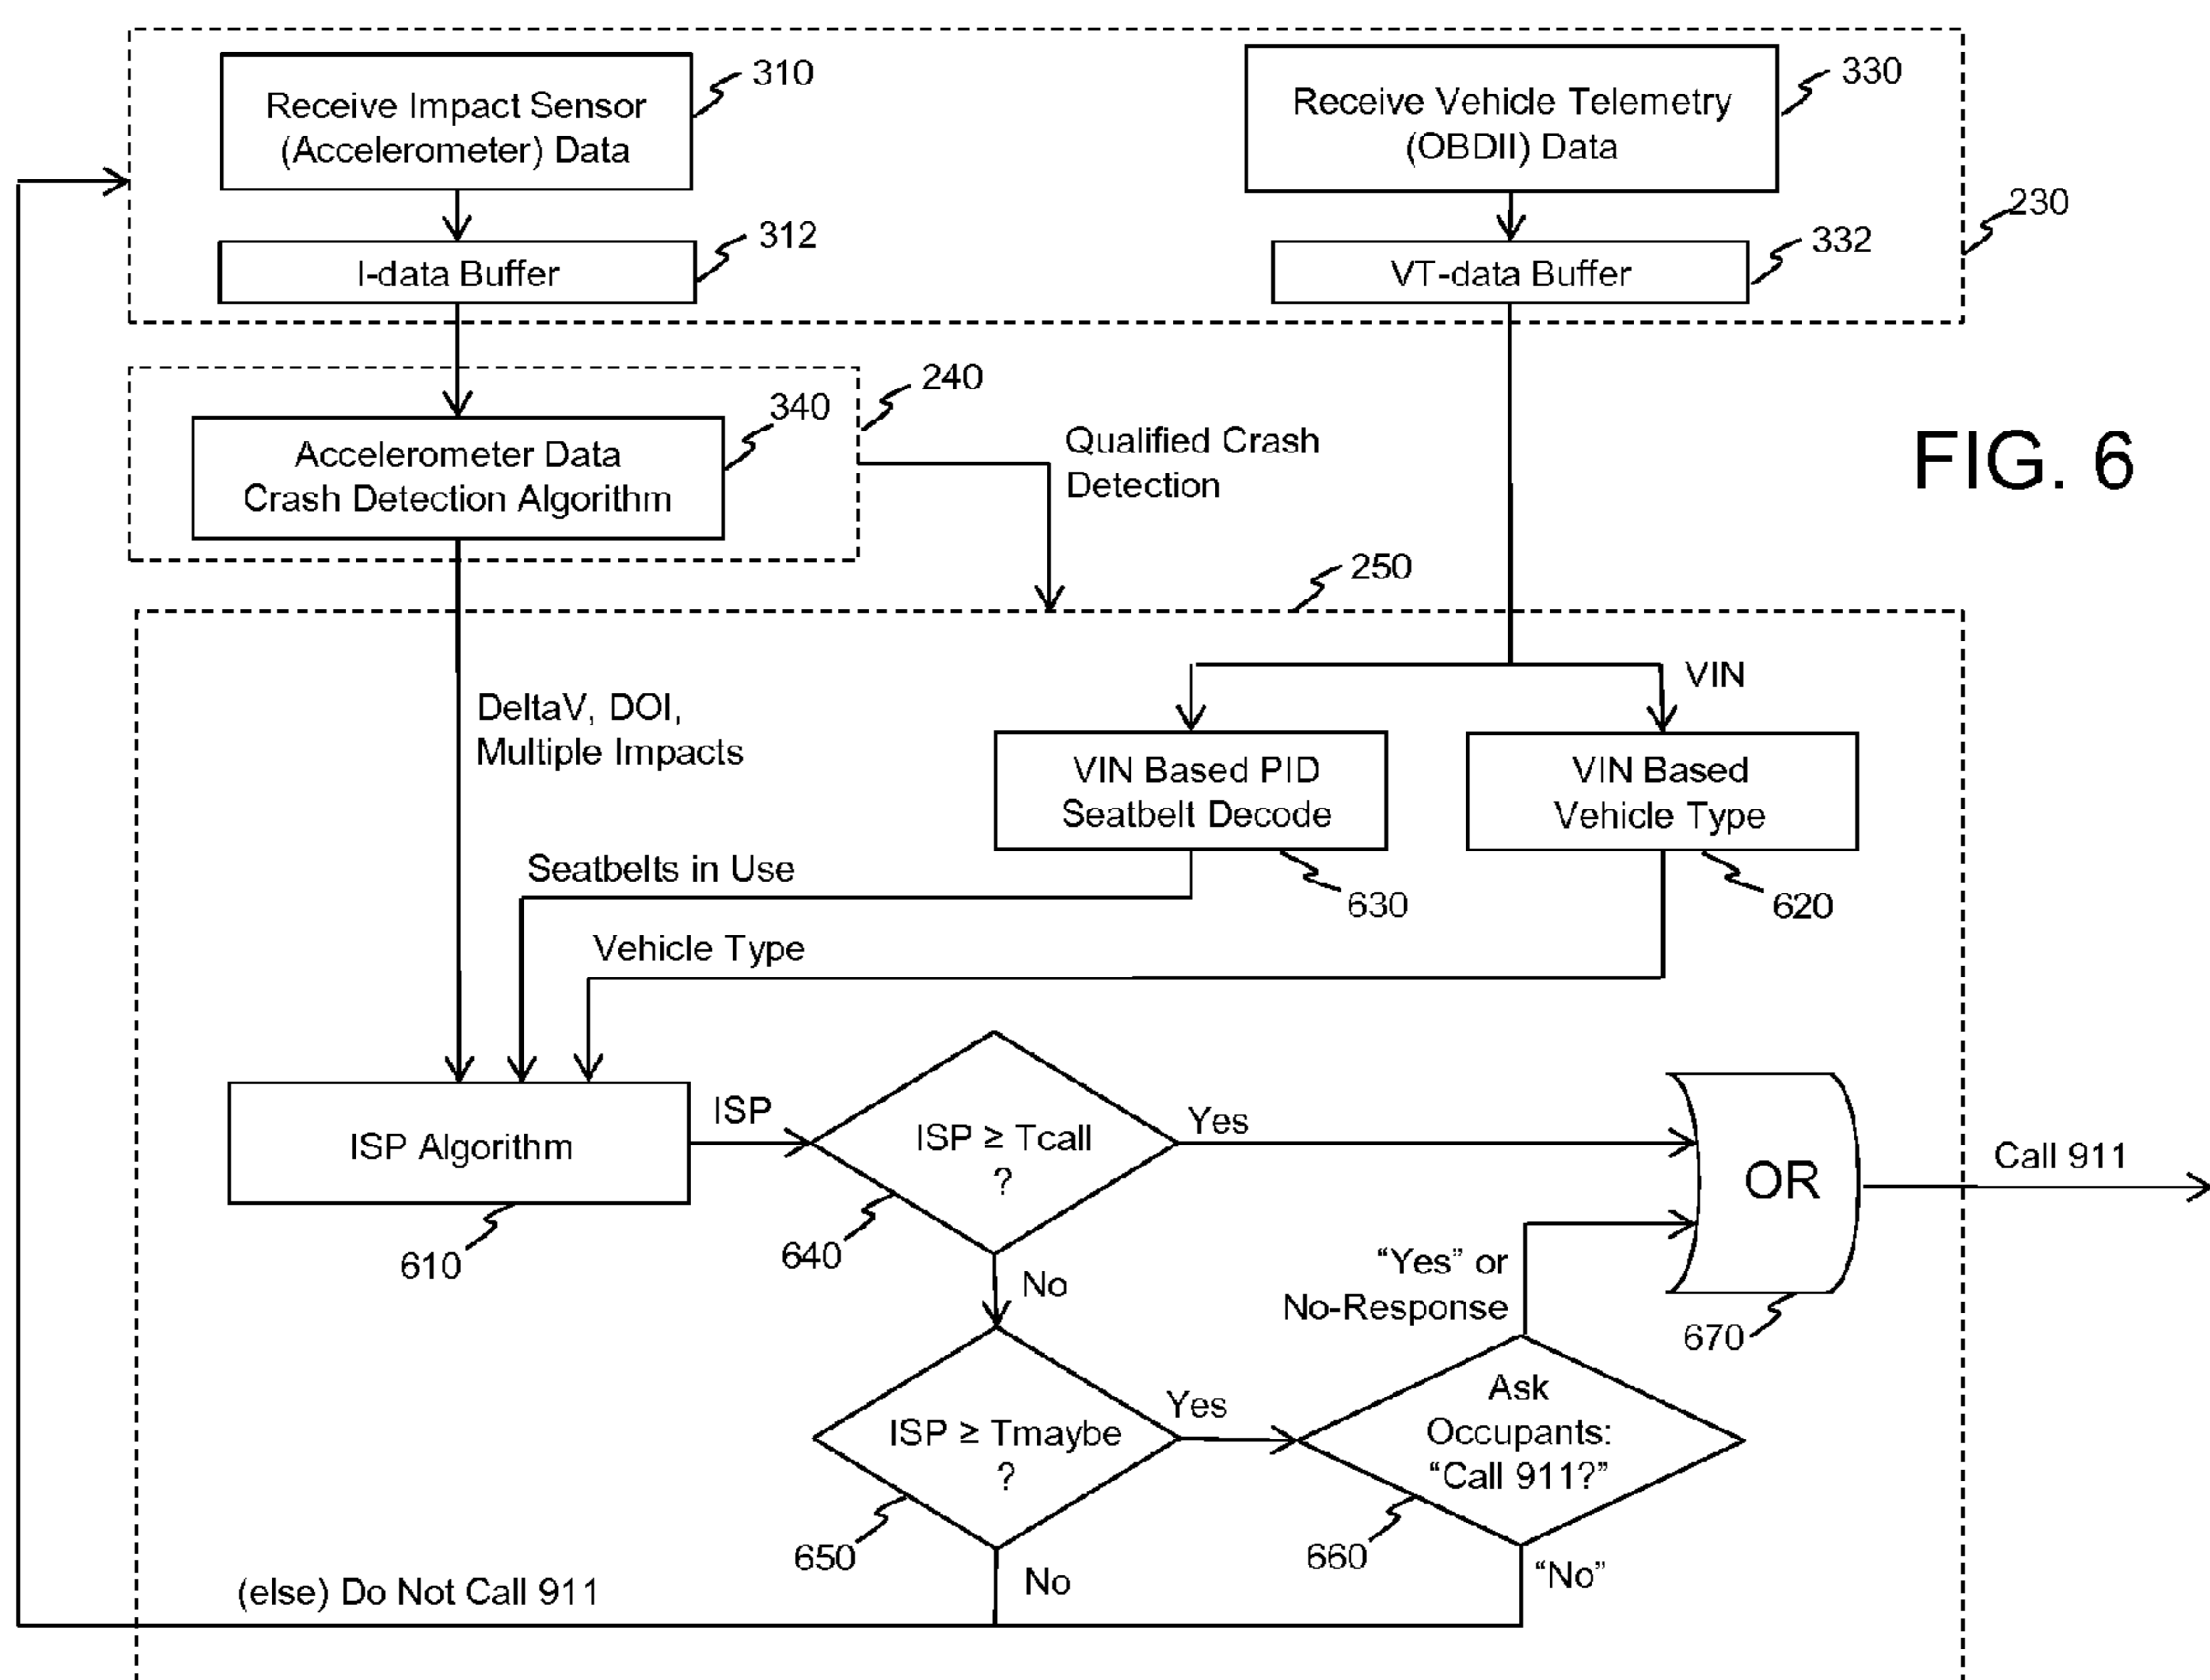 310
Receive Impact Sensor
(Accelerometer) Data
330
Receive Vehicle Telemetry
(OBDII) Data
230
312
I-data Buffer
332
VT-data Buffer
240
340
Accelerometer Data
Crash Detection Algorithm
Qualified Crash
Detection
FIG. 6
250
DeltaV, DOI,
Multiple Impacts
VIN
VIN Based PID
Seatbelt Decode
VIN Based
Vehicle Type
Seatbelts in Use
630
620
Vehicle Type
ISP Algorithm
610
ISP
ISP ≥ Tcall
?
640
Yes
No
OR
670
Call 911
“Yes” or
No-Response
ISP ≥ Tmaybe
?
650
Yes
Ask
Occupants:
“Call 911?”
660
No
“No”
(else) Do Not Call 911